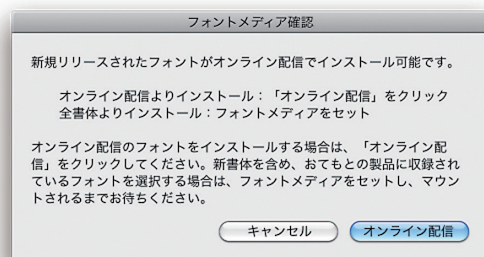 フォントメディア確認
新規リリースされたフォントがオンライン配信でインストール可能です。
オンライン配信よりインストール：「オンライン配信」をクリック
全書体よりインストール：フォントメディアをセット
オンライン配信のフォントをインストールする場合は、「オンライン配
信」をクリックしてください。新書体を含め、おてもとの製品に収録され
ているフォントを選択する場合は、フォントメディアをセットし、マウン
トされるまでお待ちください。
キャンセル
オンライン配信